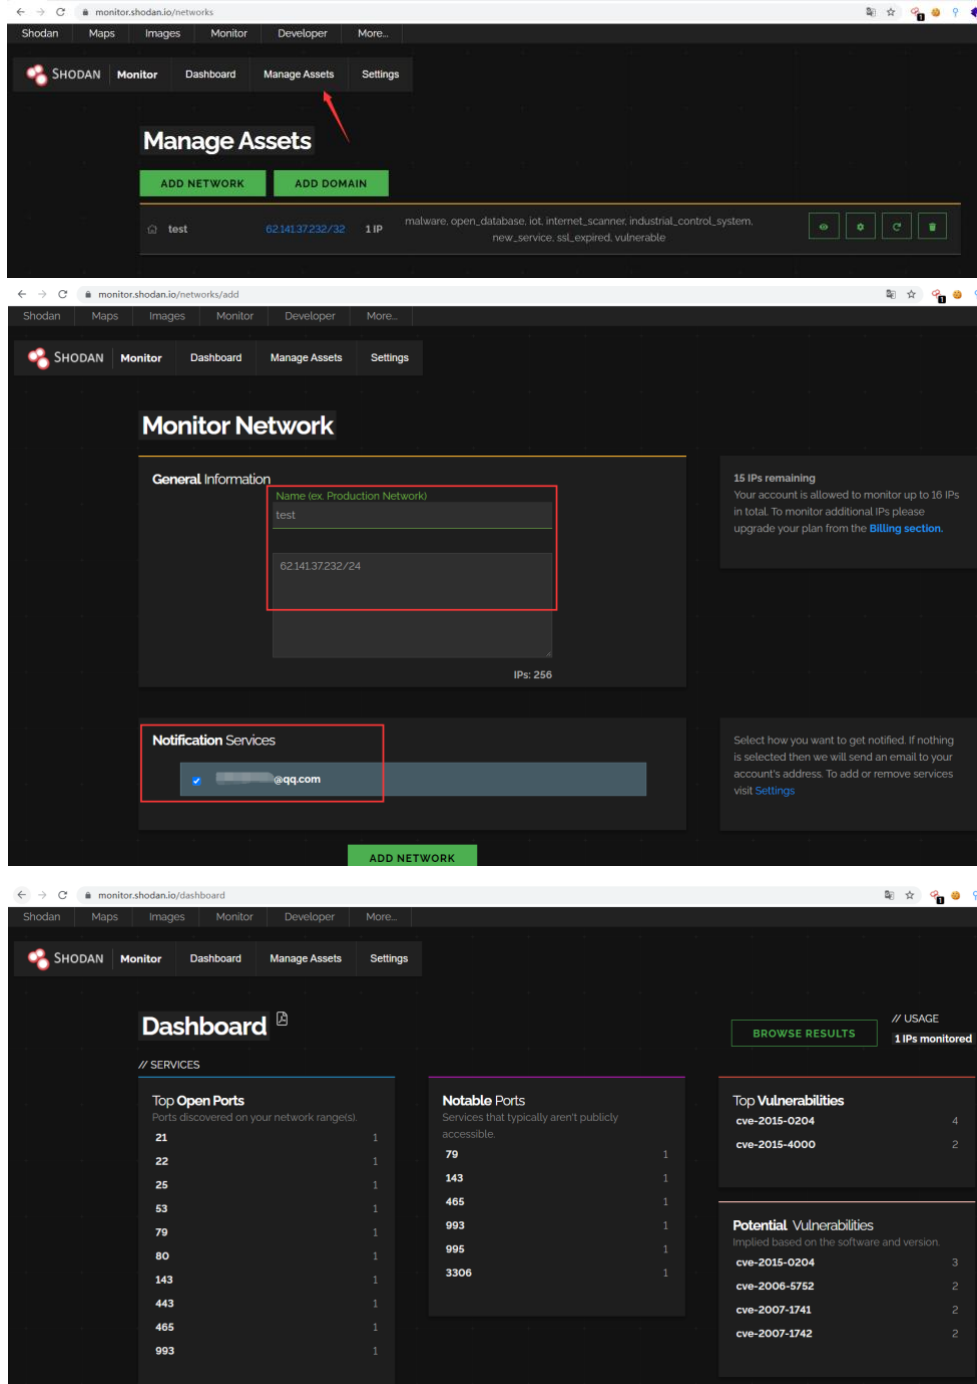 monitor.shodan.io/networks
Shodan Maps Images Monitor Developer More...
SHODAN Monitor Dashboard Manage Assets Settings
Manage Assets
ADD NETWORK ADD DOMAIN
test 62.141.37.232/32 1 IP malware, open_database, iot, internet_scanner, industrial_control_system,
new_service, ssl_expired, vulnerable
monitor.shodan.io/networks/add
Shodan Maps Images Monitor Developer More...
SHODAN Monitor Dashboard Manage Assets Settings
Monitor Network
General Information
Name (ex. Production Network)
test
62.141.37.232/24
IPs: 256
15 IPs remaining
Your account is allowed to monitor up to 16 IPs
in total. To monitor additional IPs please
upgrade your plan from the Billing section.
Notification Services
@qq.com
Select how you want to get notified. If nothing
is selected then we will send an email to your
account's address. To add or remove services
visit Settings
ADD NETWORK
monitor.shodan.io/dashboard
Shodan Maps Images Monitor Developer More...
SHODAN Monitor Dashboard Manage Assets Settings
Dashboard
BROWSE RESULTS
// USAGE
1 IPs monitored
// SERVICES
Top Open Ports
Ports discovered on your network range(s).
21 1
22 1
25 1
53 1
79 1
80 1
143 1
443 1
465 1
993 1
Notable Ports
Services that typically aren't publicly
accessible.
79 1
143 1
465 1
993 1
995 1
3306 1
Top Vulnerabilities
cve-2015-0204 4
cve-2015-4000 2
Potential Vulnerabilities
Implied based on the software and version.
cve-2015-0204 3
cve-2006-5752 2
cve-2007-1741 2
cve-2007-1742 2